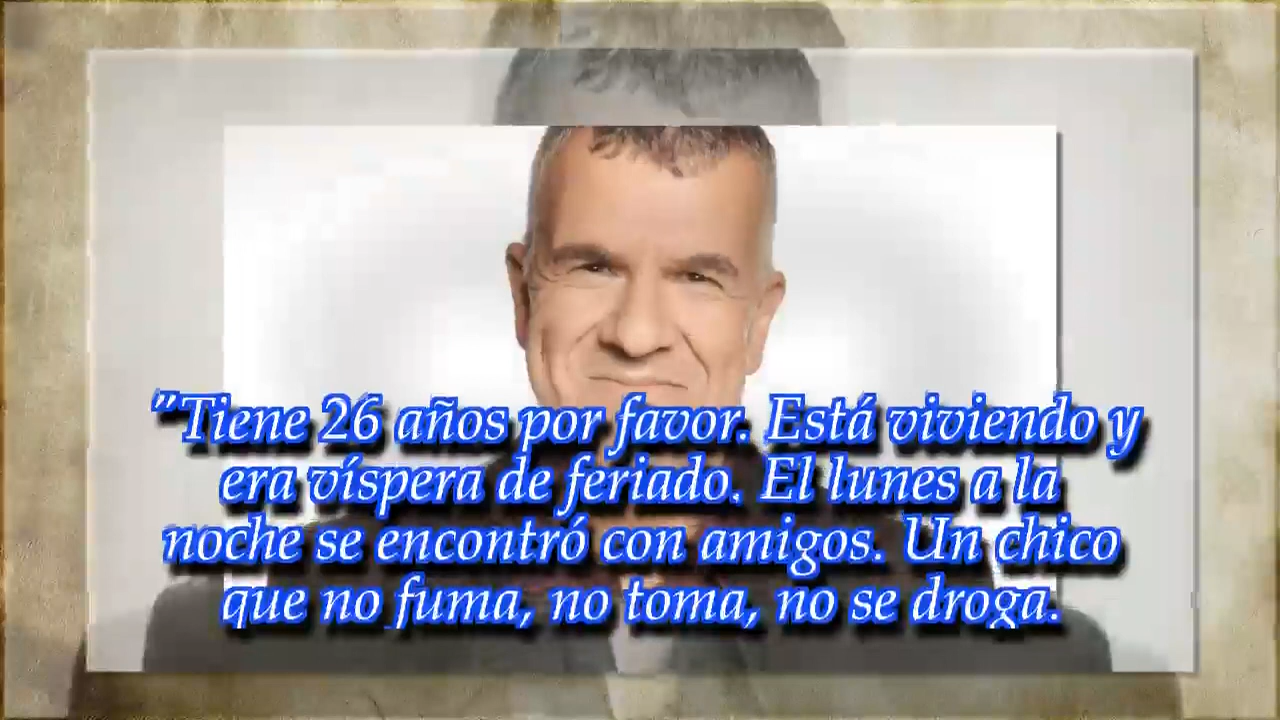 "Tiene 26 años por favor. Está viviendo y
era víspera de feriado. El lunes a la
noche se encontró con amigos. Un chico
que no fuma, no toma, no se droga.